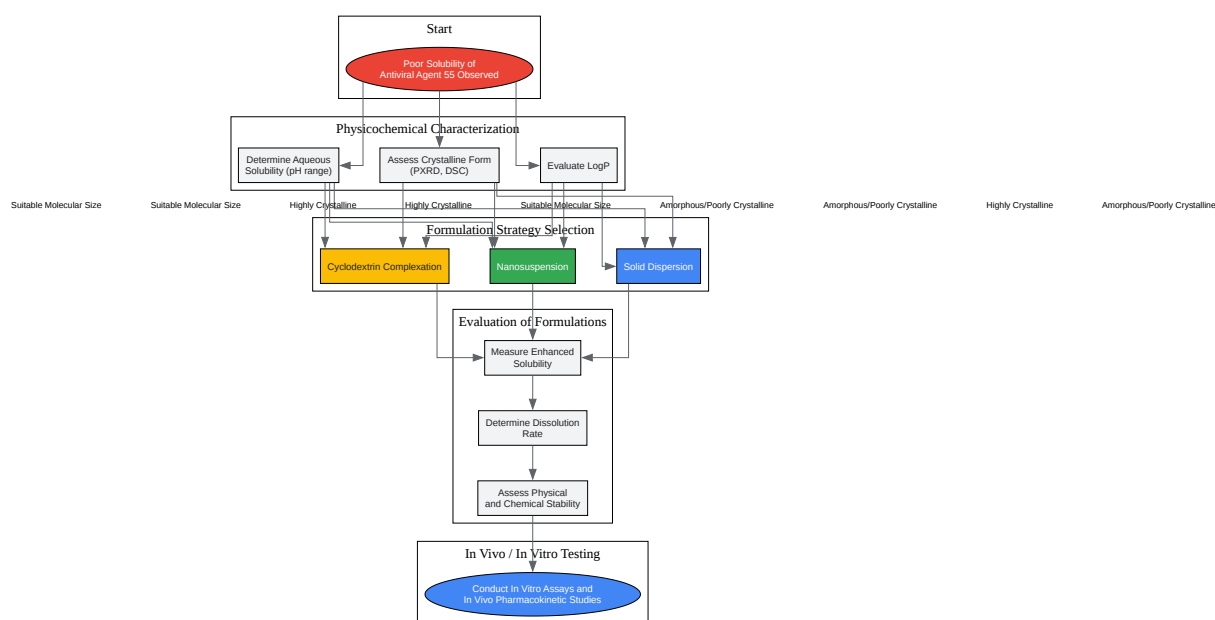 Start
Poor Solubility of
Antiviral Agent 55 Observed
Physicochemical Characterization
Determine Aqueous
Solubility (pH range)
Assess Crystalline Form
(PXRD, DSC)
Evaluate LogP
Suitable Molecular Size
Suitable Molecular Size
Highly Crystalline
Highly Crystalline
Suitable Molecular Size
Amorphous/Poorly Crystalline
Amorphous/Poorly Crystalline
Highly Crystalline
Amorphous/Poorly Crystalline
Formulation Strategy Selection
Cyclodextrin Complexation
Nanosuspension
Solid Dispersion
Evaluation of Formulations
Measure Enhanced
Solubility
Determine Dissolution
Rate
Assess Physical
and Chemical Stability
In Vivo / In Vitro Testing
Conduct In Vitro Assays and
In Vivo Pharmacokinetic Studies